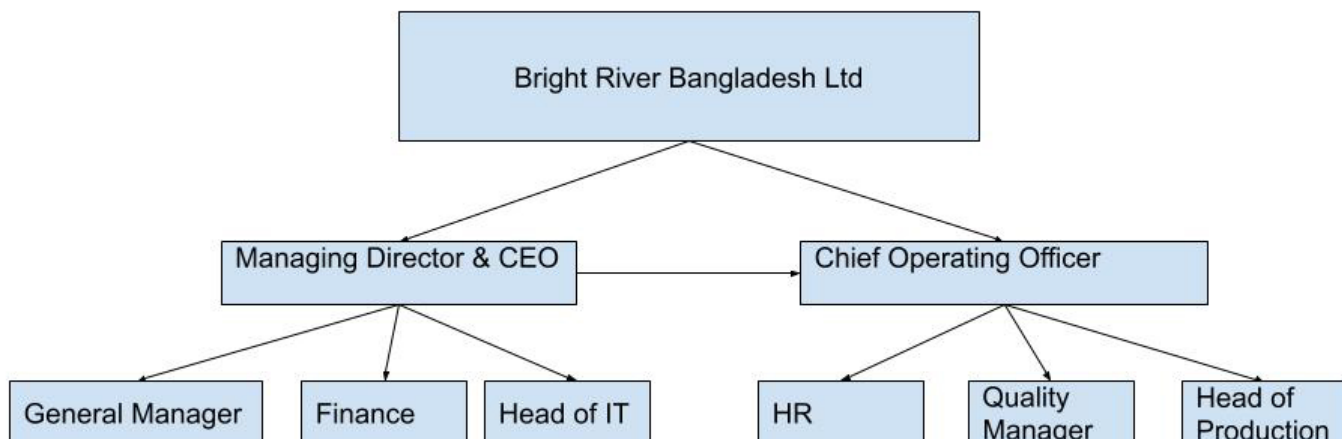 Bright River Bangladesh Ltd
Managing Director & CEO
Chief Operating Officer
General Manager
Finance
Head of IT
HR
Quality
Manager
Head of
Production